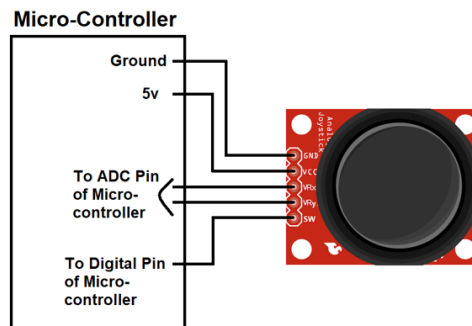 Micro-Controller
Ground
5v
To ADC Pin
of Micro-
controller
To Digital Pin
of Micro-
controller
Joystick
GND
VCC
VRx
VRy
SW